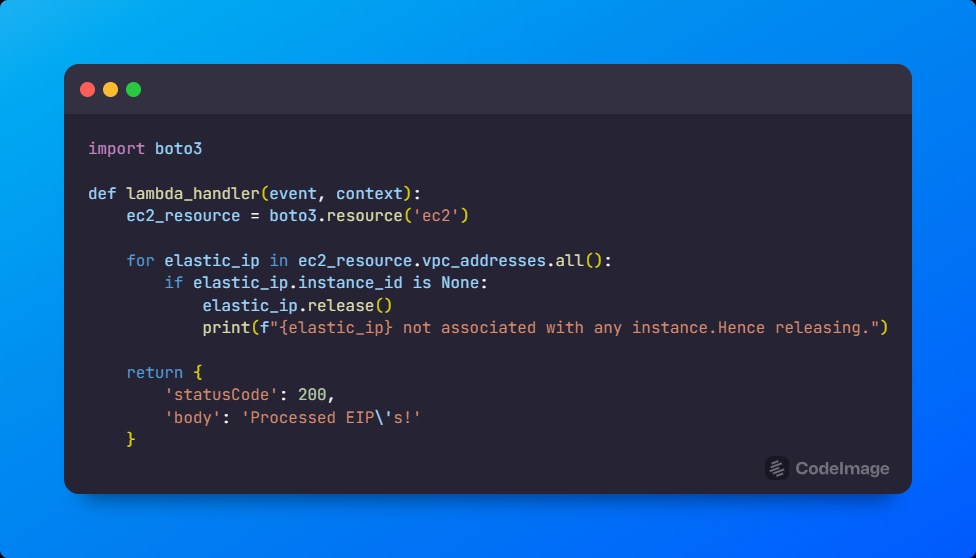 import boto3
def lambda_handler(event, context):
    ec2_resource = boto3.resource('ec2')
    for elastic_ip in ec2_resource.vpc_addresses.all():
        if elastic_ip.instance_id is None:
            elastic_ip.release()
            print(f"{elastic_ip} not associated with any instance.Hence releasing.")
    return {
        'statusCode': 200,
        'body': 'Processed EIP\'s!'
    }
CodeImage